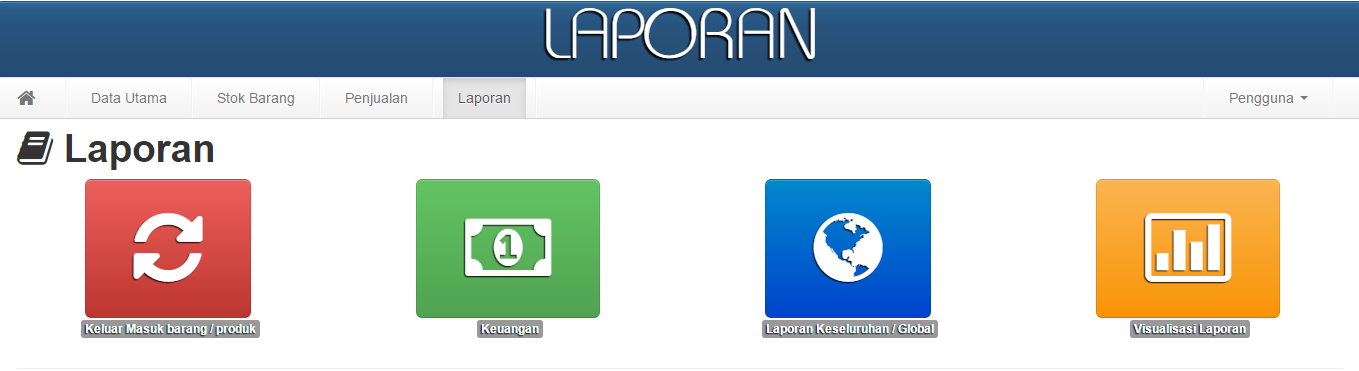 LAPORAN
Data Utama Stok Barang Penjualan Laporan Pengguna
Laporan
1
Keluar Masuk barang / produk Keuangan Laporan Keseluruhan / Global Visualisasi Laporan